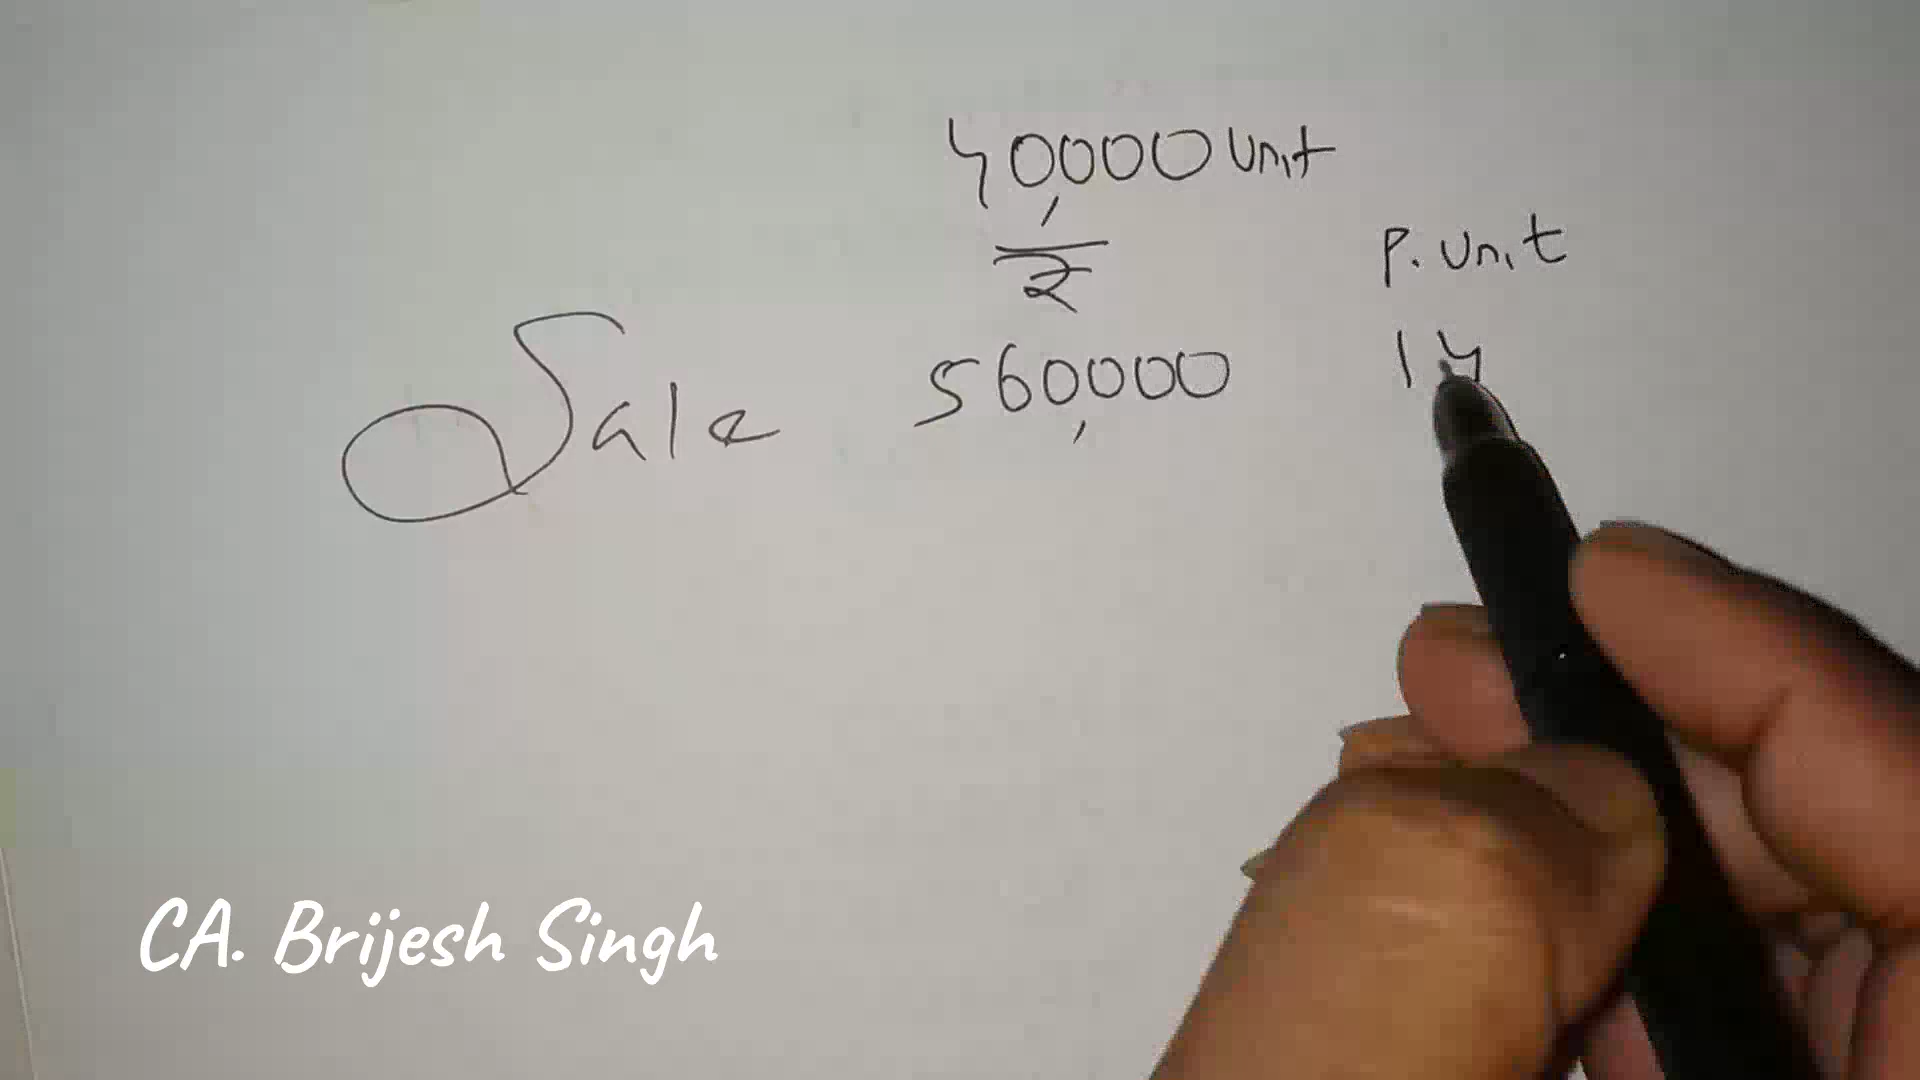 40,000 Unit
₹ P. Unit
Sale 560,000 14
CA. Brijesh Singh